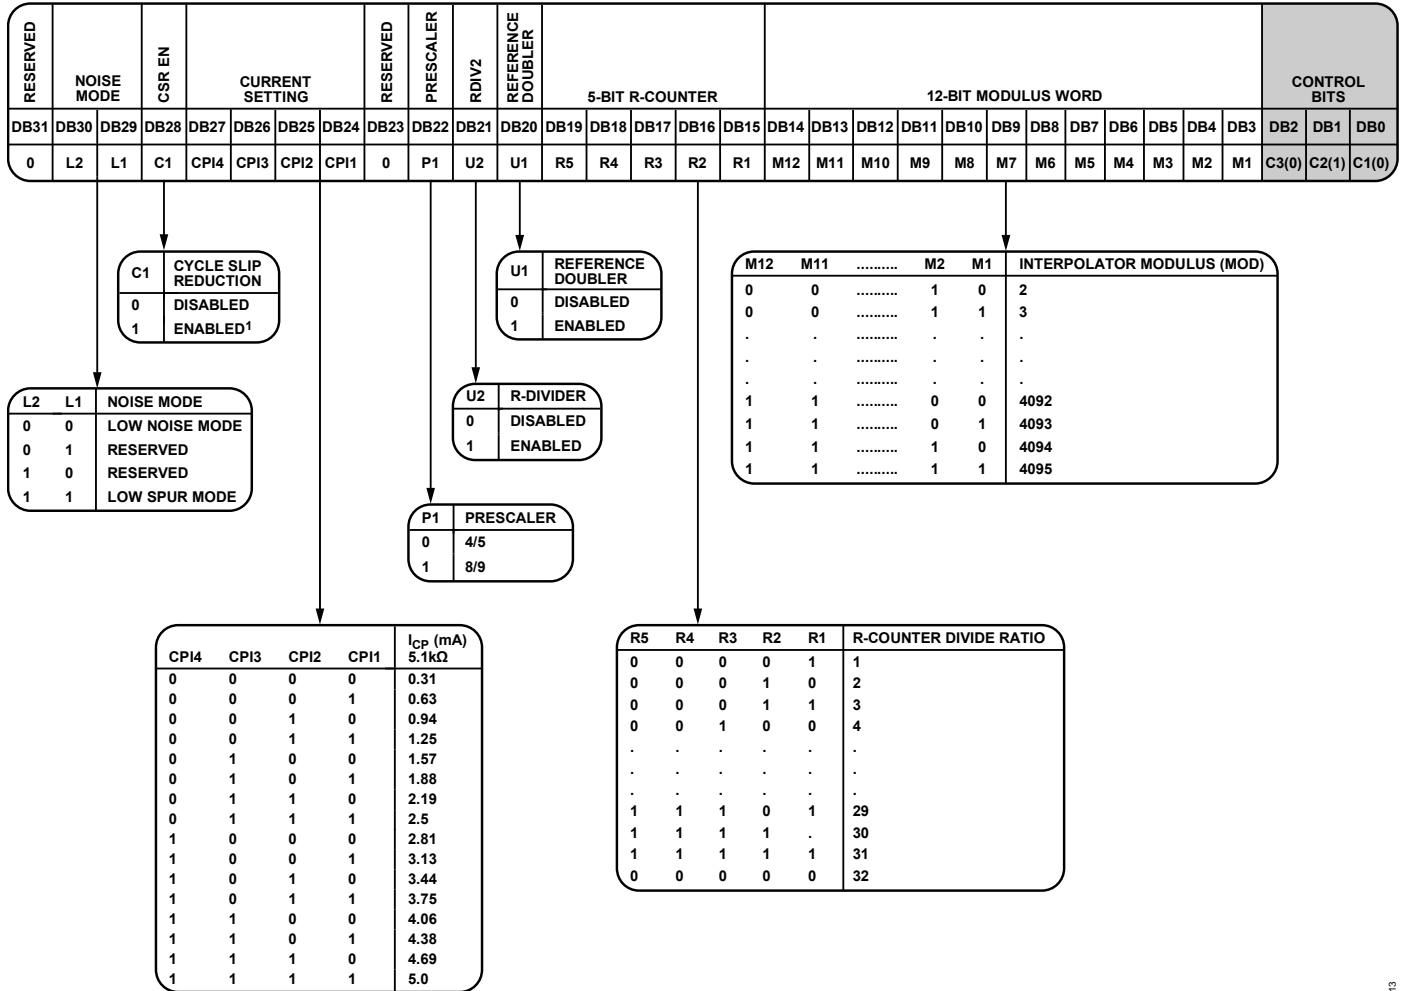 RESERVED
NOISE MODE
CSR EN
CURRENT SETTING
RESERVED
PRESCALER
RDIV2
REFERENCE DOUBLER
5-BIT R-COUNTER
12-BIT MODULUS WORD
CONTROL BITS
DB31 DB30 DB29 DB28 DB27 DB26 DB25 DB24 DB23 DB22 DB21 DB20 DB19 DB18 DB17 DB16 DB15 DB14 DB13 DB12 DB11 DB10 DB9 DB8 DB7 DB6 DB5 DB4 DB3 DB2 DB1 DB0
0 L2 L1 C1 CPI4 CPI3 CPI2 CPI1 0 P1 U2 U1 R5 R4 R3 R2 R1 M12 M11 M10 M9 M8 M7 M6 M5 M4 M3 M2 M1 C3(0) C2(1) C1(0)
C1 CYCLE SLIP REDUCTION
0 DISABLED
1 ENABLED1
U1 REFERENCE DOUBLER
0 DISABLED
1 ENABLED
M12 M11 .......... M2 M1 INTERPOLATOR MODULUS (MOD)
0 0 .......... 1 0 2
0 0 .......... 1 1 3
. . .......... . . .
. . .......... . . .
. . .......... . . .
1 1 .......... 0 0 4092
1 1 .......... 0 1 4093
1 1 .......... 1 0 4094
1 1 .......... 1 1 4095
L2 L1 NOISE MODE
0 0 LOW NOISE MODE
0 1 RESERVED
1 0 RESERVED
1 1 LOW SPUR MODE
U2 R-DIVIDER
0 DISABLED
1 ENABLED
P1 PRESCALER
0 4/5
1 8/9
ICP (mA)
CPI4 CPI3 CPI2 CPI1 5.1kΩ
0 0 0 0 0.31
0 0 0 1 0.63
0 0 1 0 0.94
0 0 1 1 1.25
0 1 0 0 1.57
0 1 0 1 1.88
0 1 1 0 2.19
0 1 1 1 2.5
1 0 0 0 2.81
1 0 0 1 3.13
1 0 1 0 3.44
1 0 1 1 3.75
1 1 0 0 4.06
1 1 0 1 4.38
1 1 1 0 4.69
1 1 1 1 5.0
R5 R4 R3 R2 R1 R-COUNTER DIVIDE RATIO
0 0 0 0 1 1
0 0 0 1 0 2
0 0 0 1 1 3
0 0 1 0 0 4
. . . . . .
. . . . . .
. . . . . .
1 1 1 0 1 29
1 1 1 1 . 30
1 1 1 1 1 31
0 0 0 0 0 32
13